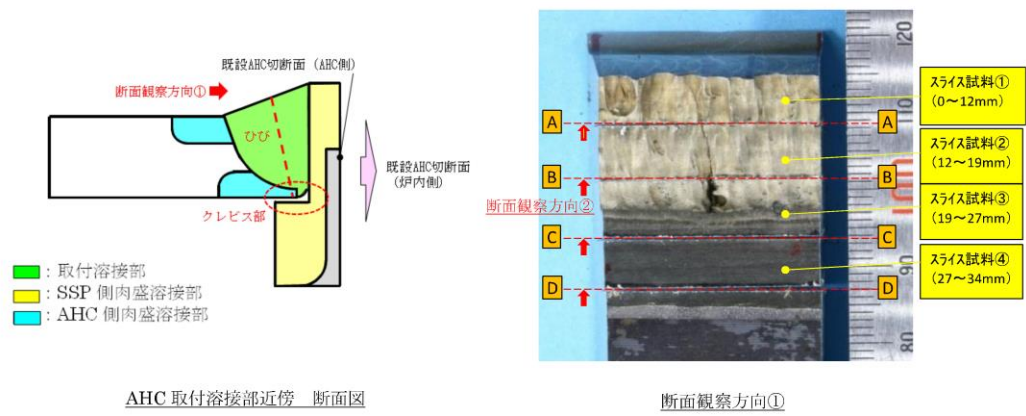 既設AHC切断面（AHC側）
断面観察方向①
ひび
既設AHC切断面
（炉内側）
クレビス部
：取付溶接部
：SSP 側肉盛溶接部
：AHC 側肉盛溶接部
AHC 取付溶接部近傍　断面図
A
A
B
B
断面観察方向②
C
C
D
D
120
110
100
90
80
スライス試料①
（0～12mm）
スライス試料②
（12～19mm）
スライス試料③
（19～27mm）
スライス試料④
（27～34mm）
断面観察方向①